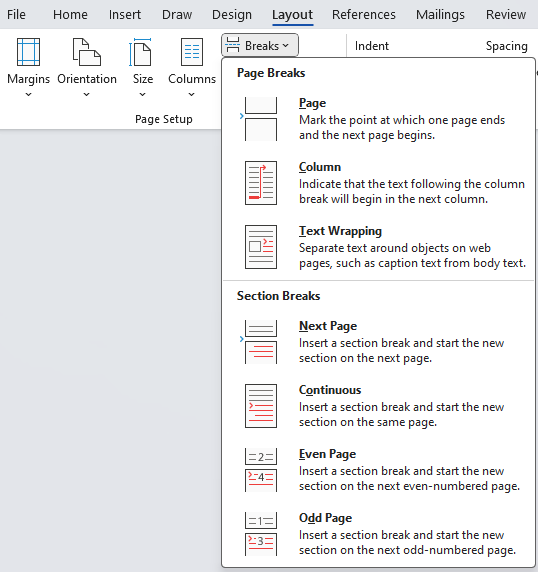 File Home Insert Draw Design Layout References Mailings Review
Breaks
Indent Spacing
Margins Orientation Size Columns
Page Setup
Page Breaks
Page
Mark the point at which one page ends
and the next page begins.
Column
Indicate that the text following the column
break will begin in the next column.
Text Wrapping
Separate text around objects on web
pages, such as caption text from body text.
Section Breaks
Next Page
Insert a section break and start the new
section on the next page.
Continuous
Insert a section break and start the new
section on the same page.
2
4
Even Page
Insert a section break and start the new
section on the next even-numbered page.
1
3
Odd Page
Insert a section break and start the new
section on the next odd-numbered page.